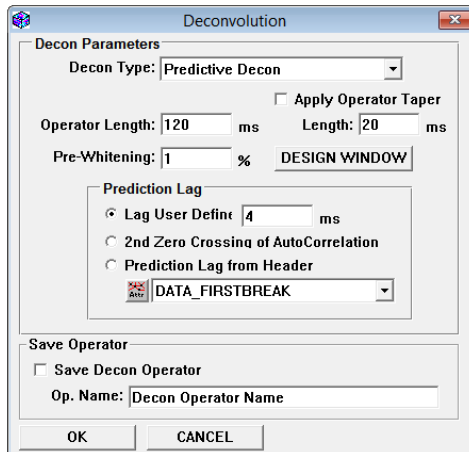 Deconvolution
Decon Parameters
Decon Type: Predictive Decon
Apply Operator Taper
Operator Length: 120 ms Length: 20 ms
Pre-Whitening: 1 % DESIGN WINDOW
Prediction Lag
Lag User Define 4 ms
2nd Zero Crossing of AutoCorrelation
Prediction Lag from Header
Attr DATA_FIRSTBREAK
Save Operator
Save Decon Operator
Op. Name: Decon Operator Name
OK CANCEL